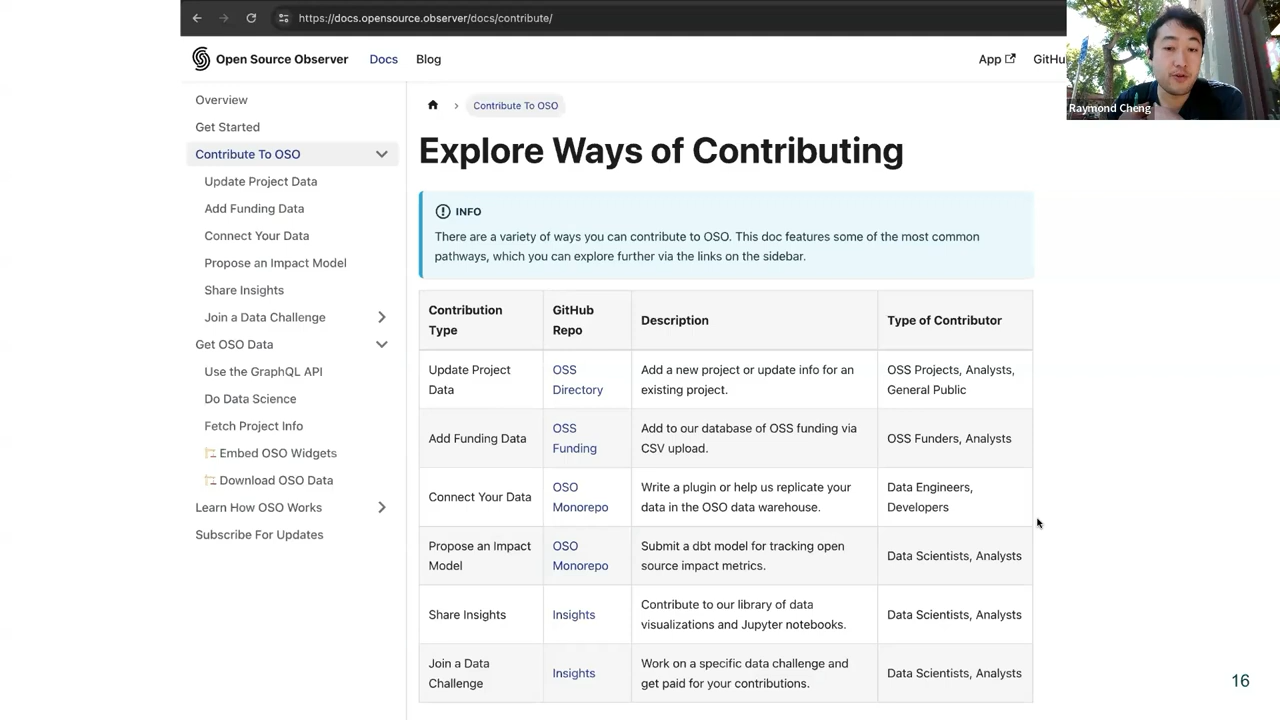 https://docs.opensource.observer/docs/contribute/
Open Source Observer
Docs
Blog
App
GitHu
Raymond Cheng
Overview
Get Started
Contribute To OSO
Update Project Data
Add Funding Data
Connect Your Data
Propose an Impact Model
Share Insights
Join a Data Challenge
Get OSO Data
Use the GraphQL API
Do Data Science
Fetch Project Info
Embed OSO Widgets
Download OSO Data
Learn How OSO Works
Subscribe For Updates
Contribute To OSO
Explore Ways of Contributing
INFO
There are a variety of ways you can contribute to OSO. This doc features some of the most common
pathways, which you can explore further via the links on the sidebar.
Contribution
Type
GitHub
Repo
Description
Type of Contributor
Update Project
Data
OSS
Directory
Add a new project or update info for an
existing project.
OSS Projects, Analysts,
General Public
Add Funding Data
OSS
Funding
Add to our database of OSS funding via
CSV upload.
OSS Funders, Analysts
Connect Your Data
OSO
Monorepo
Write a plugin or help us replicate your
data in the OSO data warehouse.
Data Engineers,
Developers
Propose an Impact
Model
OSO
Monorepo
Submit a dbt model for tracking open
source impact metrics.
Data Scientists, Analysts
Share Insights
Insights
Contribute to our library of data
visualizations and Jupyter notebooks.
Data Scientists, Analysts
Join a Data
Challenge
Insights
Work on a specific data challenge and
get paid for your contributions.
Data Scientists, Analysts
16